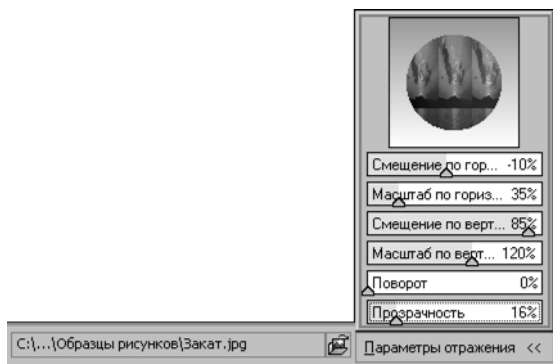 Смещение по гор... -10%
Масштаб по гориз... 35%
Смещение по верт... 85%
Масштаб по верт... 120%
Поворот 0%
Прозрачность 16%
C:\...\Образцы рисунков\Закат.jpg
Параметры отражения <<